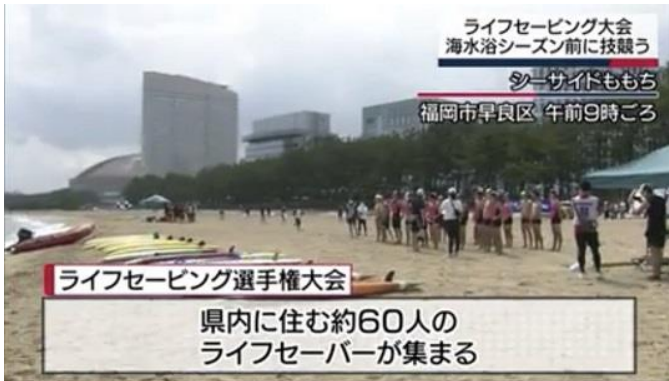 ライフセービング大会
海水浴シーズン前に技競う
シーサイドももち
福岡市早良区 午前9時ごろ
ライフセービング選手権大会
県内に住む約60人の
ライフセーバーが集まる